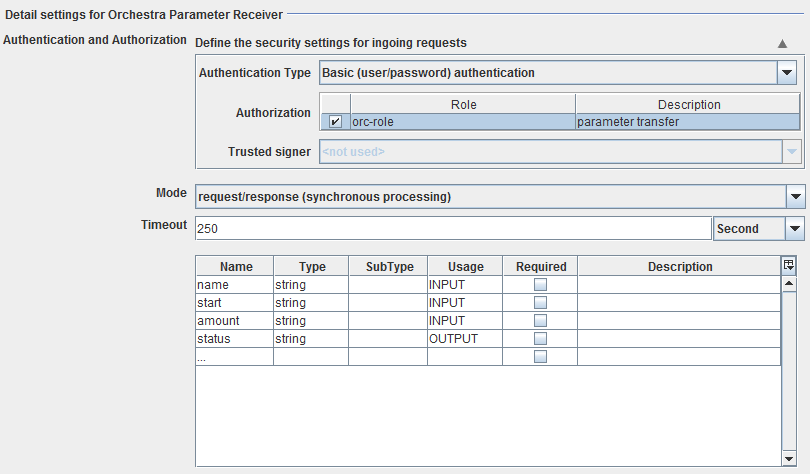 Detail settings for Orchestra Parameter Receiver
Authentication and Authorization
Define the security settings for ingoing requests
Authentication Type Basic (user/password) authentication
Authorization
Role Description
orc-role parameter transfer
Trusted signer <not used>
Mode request/response (synchronous processing)
Timeout 250 Second
Name Type SubType Usage Required Description
name string INPUT
start string INPUT
amount string INPUT
status string OUTPUT
...